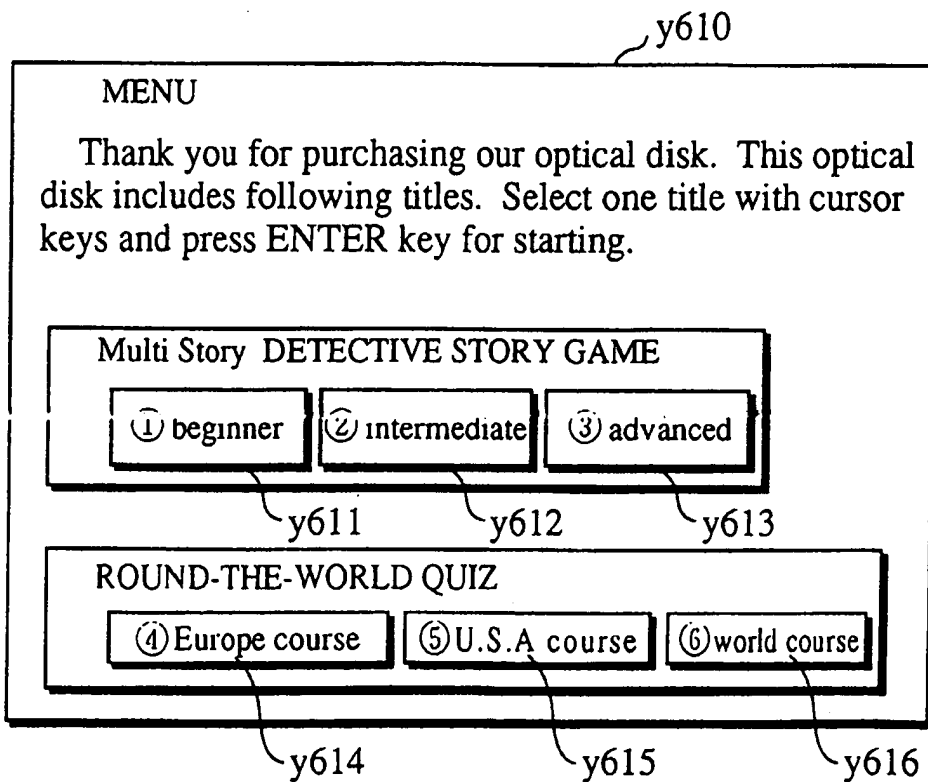 y610
MENU
Thank you for purchasing our optical disk. This optical
disk includes following titles. Select one title with cursor
keys and press ENTER key for starting.
Multi Story DETECTIVE STORY GAME
① beginner ② intermediate ③ advanced
y611 y612 y613
ROUND-THE-WORLD QUIZ
④ Europe course ⑤ U.S.A course ⑥ world course
y614 y615 y616